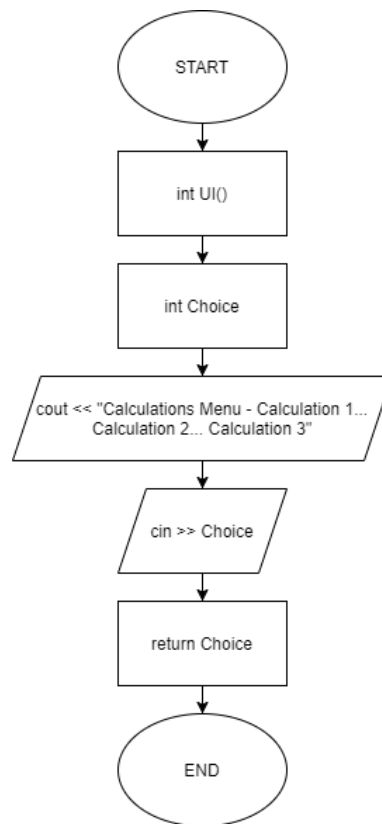 START
int UI()
int Choice
cout << "Calculations Menu - Calculation 1...
Calculation 2... Calculation 3"
cin >> Choice
return Choice
END